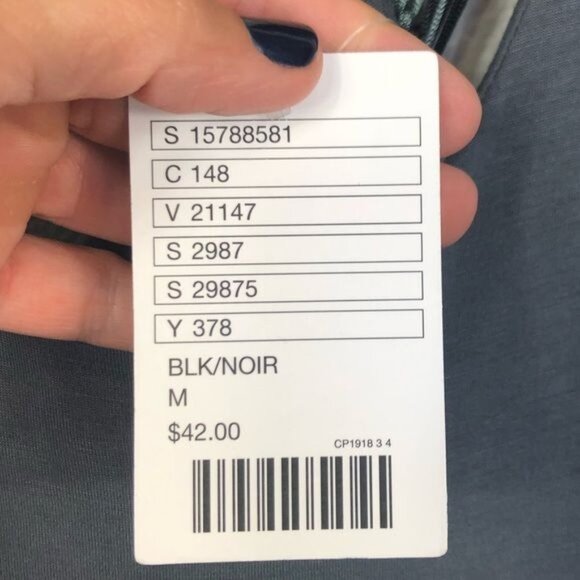 S 15788581
C 148
V 21147
S 2987
S 29875
Y 378
BLK/NOIR
M
$42.00
CP1918 3 4